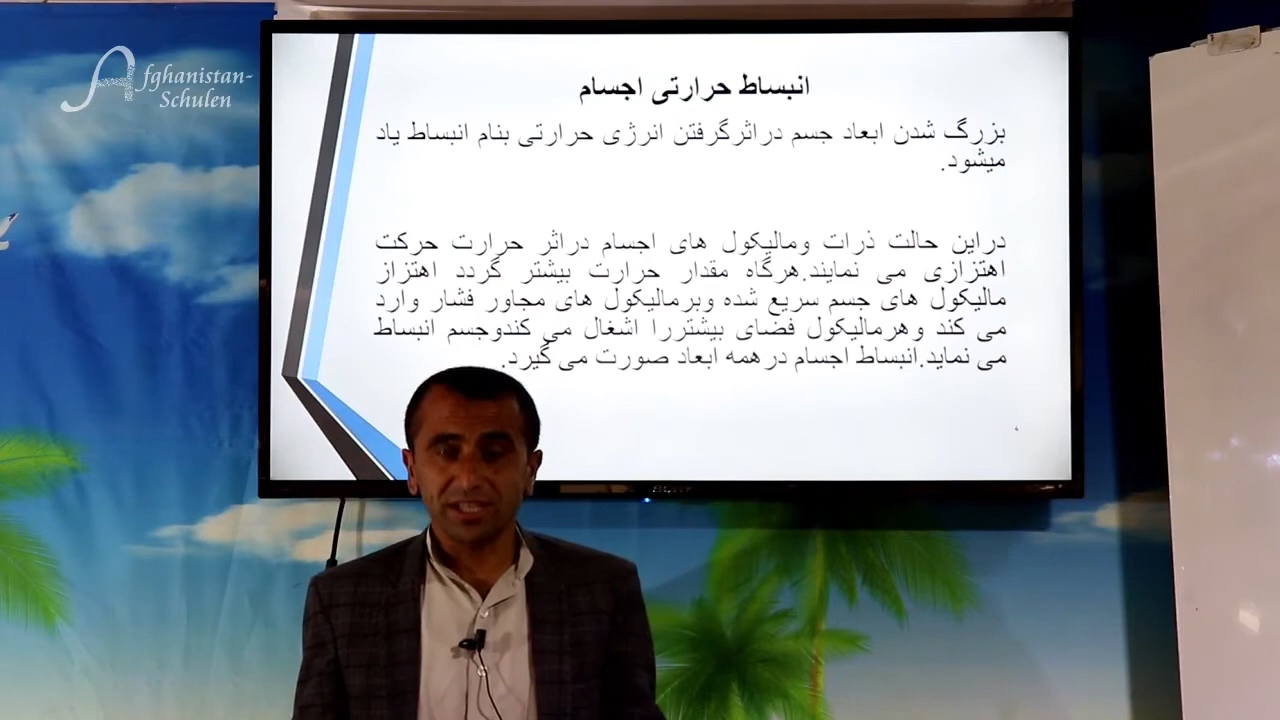 Afghanistan-
Schulen
انبساط حرارتی اجسام
بزرگ شدن ابعاد جسم دراثرگرفتن انرژی حرارتی بنام انبساط یاد
میشود.
دراین حالت ذرات ومالیکول های اجسام دراثر حرارت حرکت
اهتزازی می نمایند.هرگاه مقدار حرارت بیشتر گردد اهتزاز
مالیکول های جسم سریع شده وبرمالیکول های مجاور فشار وارد
می کند وهرمالیکول فضای بیشتررا اشغال می کندوجسم انبساط
می نماید.انبساط اجسام درهمه ابعاد صورت می گیرد.